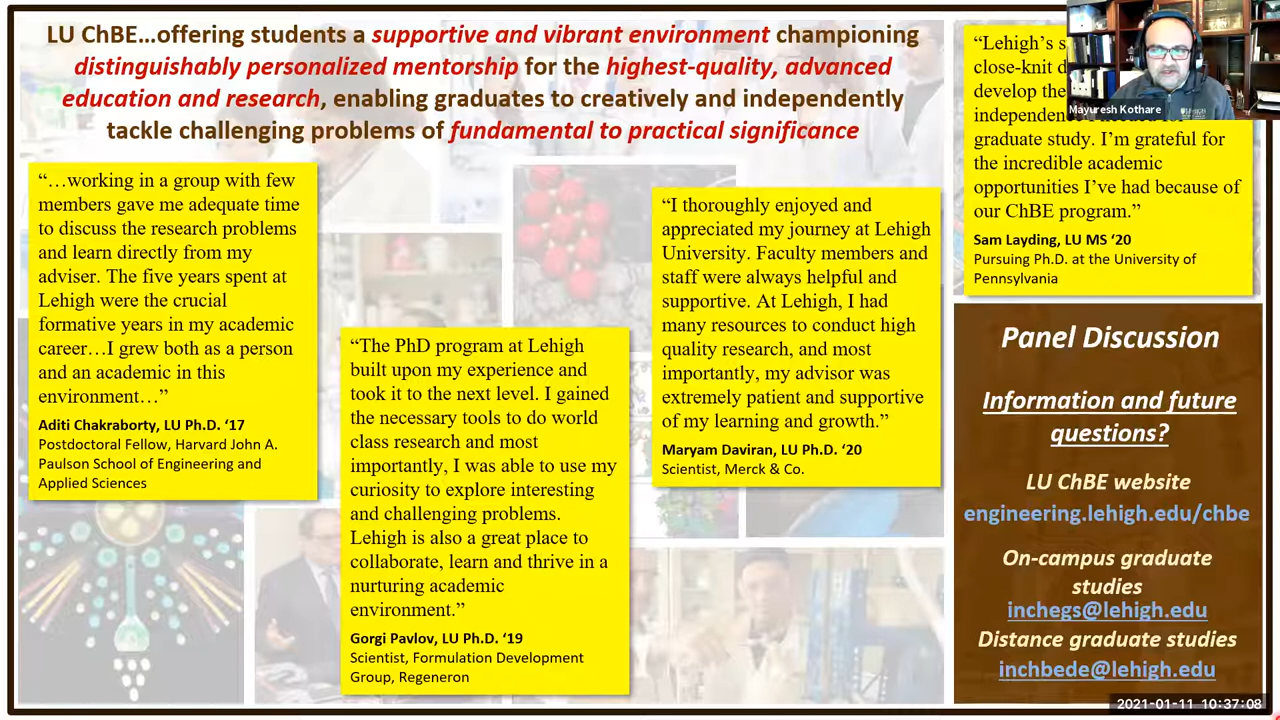 LU ChBE…offering students a supportive and vibrant environment championing
distinguishably personalized mentorship for the highest-quality, advanced
education and research, enabling graduates to creatively and independently
tackle challenging problems of fundamental to practical significance
“…working in a group with few
members gave me adequate time
to discuss the research problems
and learn directly from my
adviser. The five years spent at
Lehigh were the crucial
formative years in my academic
career…I grew both as a person
and an academic in this
environment…”
Aditi Chakraborty, LU Ph.D. ‘17
Postdoctoral Fellow, Harvard John A.
Paulson School of Engineering and
Applied Sciences
“The PhD program at Lehigh
built upon my experience and
took it to the next level. I gained
the necessary tools to do world
class research and most
importantly, I was able to use my
curiosity to explore interesting
and challenging problems.
Lehigh is also a great place to
collaborate, learn and thrive in a
nurturing academic
environment.”
Gorgi Pavlov, LU Ph.D. ‘19
Scientist, Formulation Development
Group, Regeneron
“I thoroughly enjoyed and
appreciated my journey at Lehigh
University. Faculty members and
staff were always helpful and
supportive. At Lehigh, I had
many resources to conduct high
quality research, and most
importantly, my advisor was
extremely patient and supportive
of my learning and growth.”
Maryam Daviran, LU Ph.D. ‘20
Scientist, Merck & Co.
“Lehigh’s
close-knit
develop the
graduate study. I’m grateful for
the incredible academic
opportunities I’ve had because of
our ChBE program.”
Sam Layding, LU MS ‘20
Pursuing Ph.D. at the University of
Pennsylvania
Mayuresh Kothare
Panel Discussion
Information and future
questions?
LU ChBE website
engineering.lehigh.edu/chbe
On-campus graduate
studies
inchegs@lehigh.edu
Distance graduate studies
inchbede@lehigh.edu
2021-01-11 10:37:08